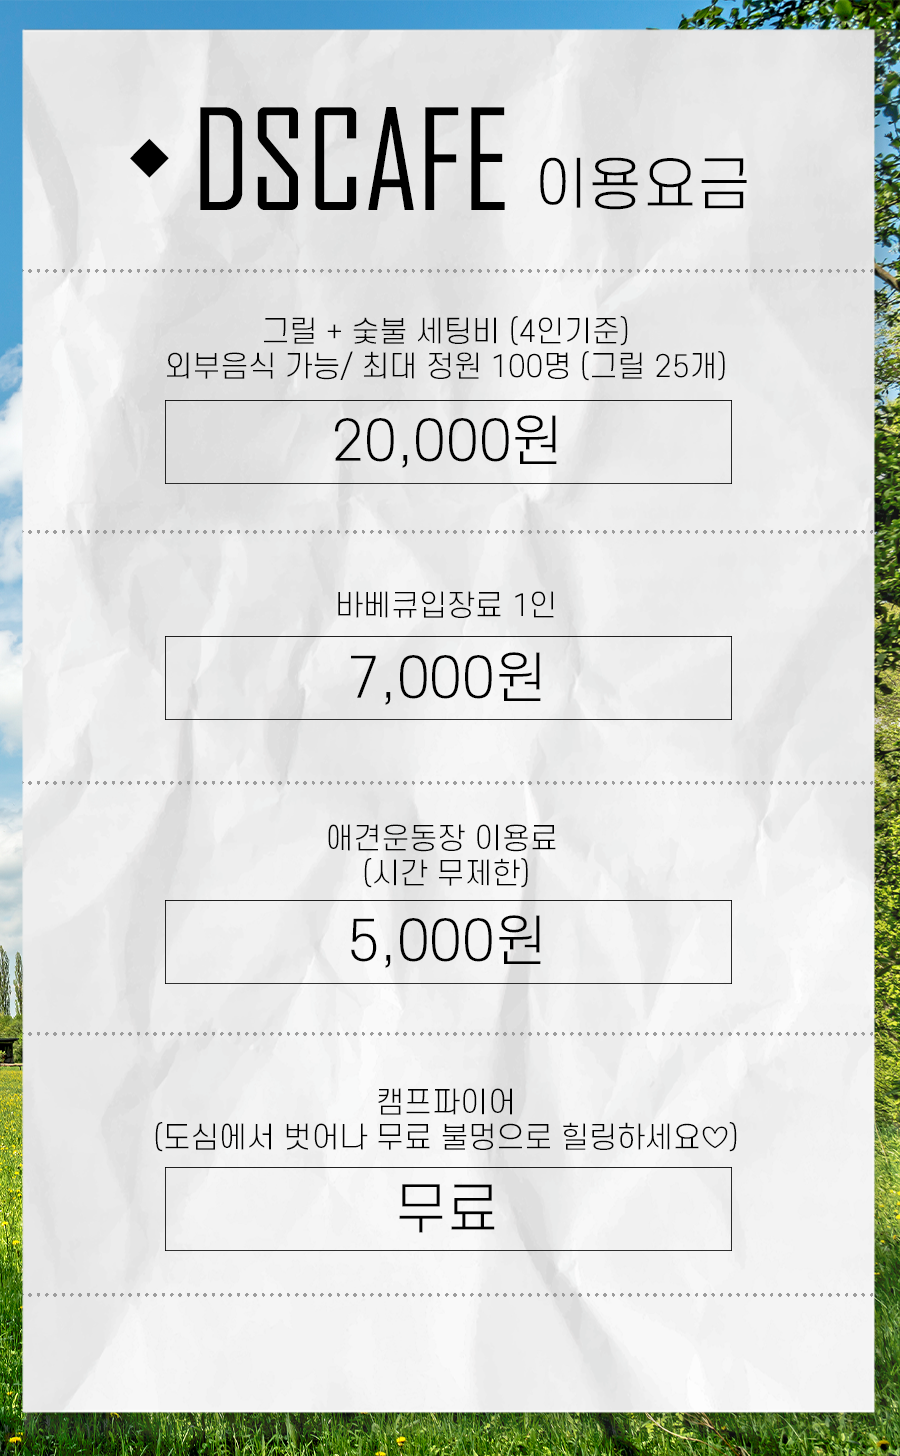 ◆ DSCAFE 이용요금
그릴 + 숯불 세팅비 (4인기준)
외부음식 가능/ 최대 정원 100명 (그릴 25개)
20,000원
바베큐입장료 1인
7,000원
애견운동장 이용료
(시간 무제한)
5,000원
캠프파이어
(도심에서 벗어나 무료 불멍으로 힐링하세요♡)
무료